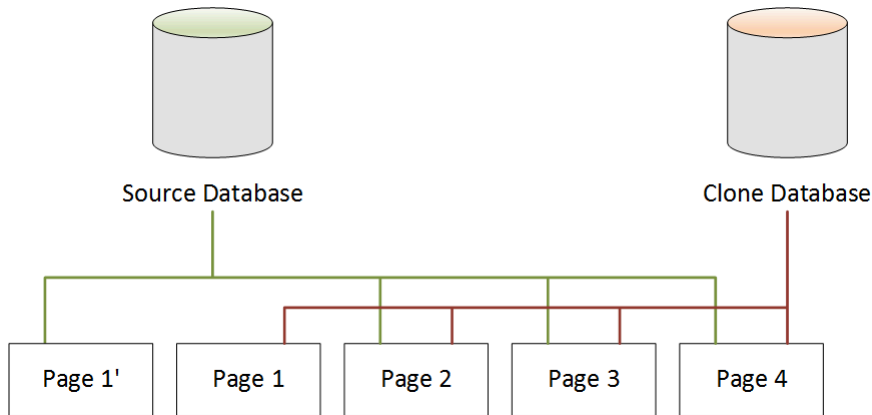 Source Database
Clone Database
Page 1'
Page 1
Page 2
Page 3
Page 4